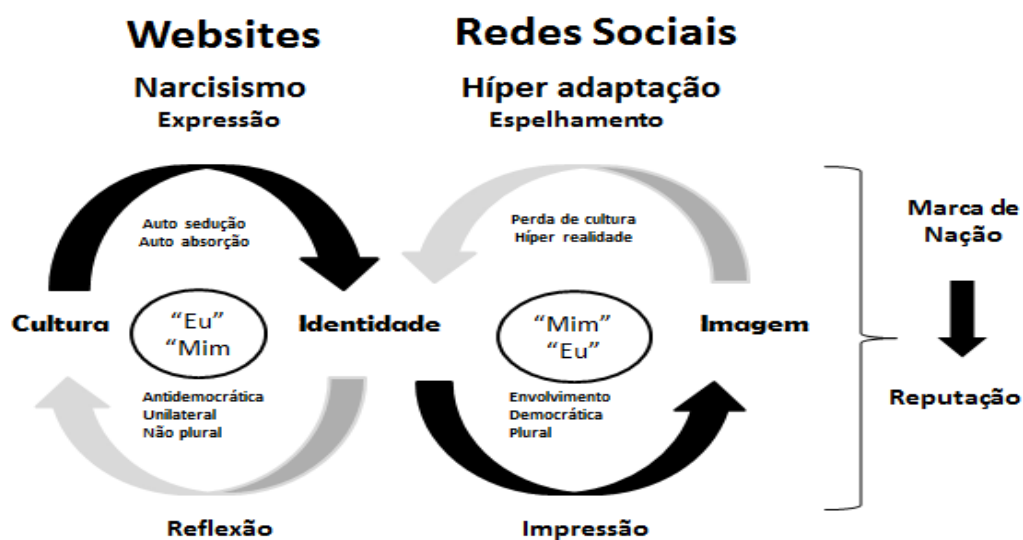 Websites
Narcisismo
Expressão
Redes Sociais
Híper adaptação
Espelhamento
Auto sedução
Auto absorção
Perda de cultura
Híper realidade
Cultura
“Eu”
“Mim
Identidade
“Mim”
“Eu”
Imagem
Antidemocrática
Unilateral
Não plural
Envolvimento
Democrática
Plural
Reflexão
Impressão
Marca de
Nação
Reputação